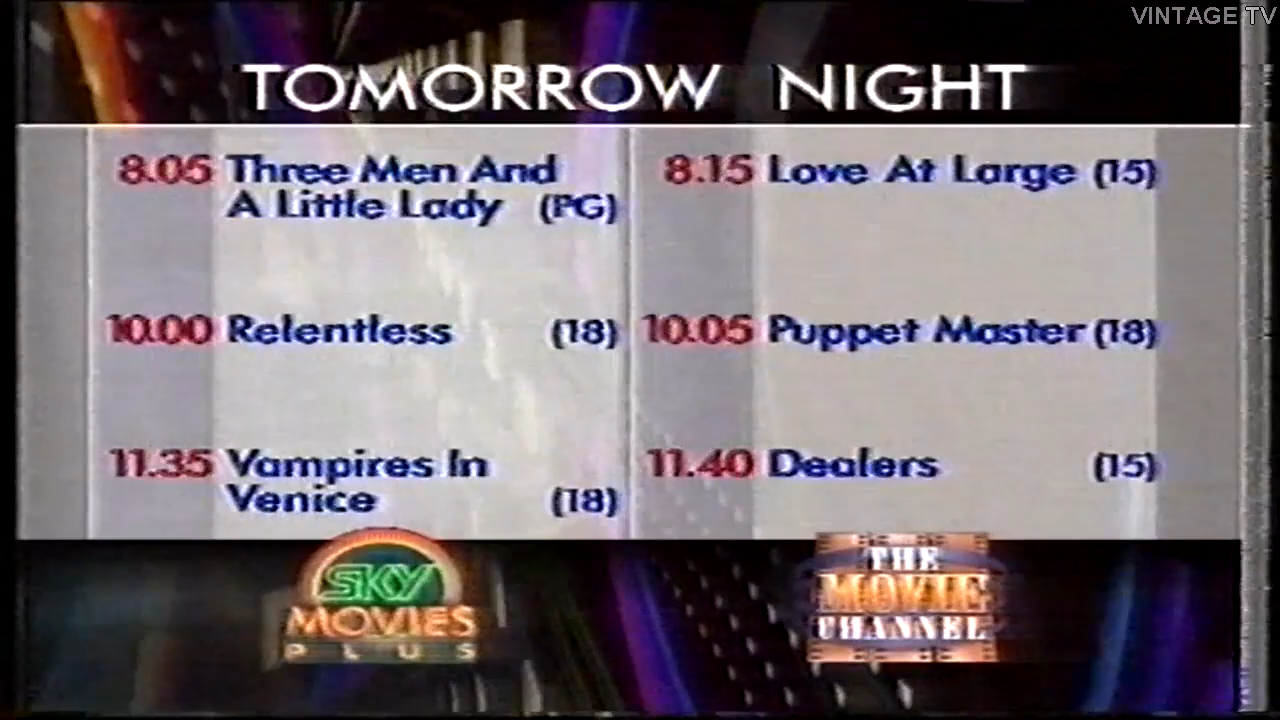 VINTAGE TV
TOMORROW NIGHT
8.05 Three Men And
A Little Lady (PG)
10.00 Relentless (18)
11.35 Vampires In
Venice (18)
8.15 Love At Large (15)
10.05 Puppet Master (18)
11.40 Dealers (15)
SKY
MOVIES
PLUS
THE
MOVIE
CHANNEL